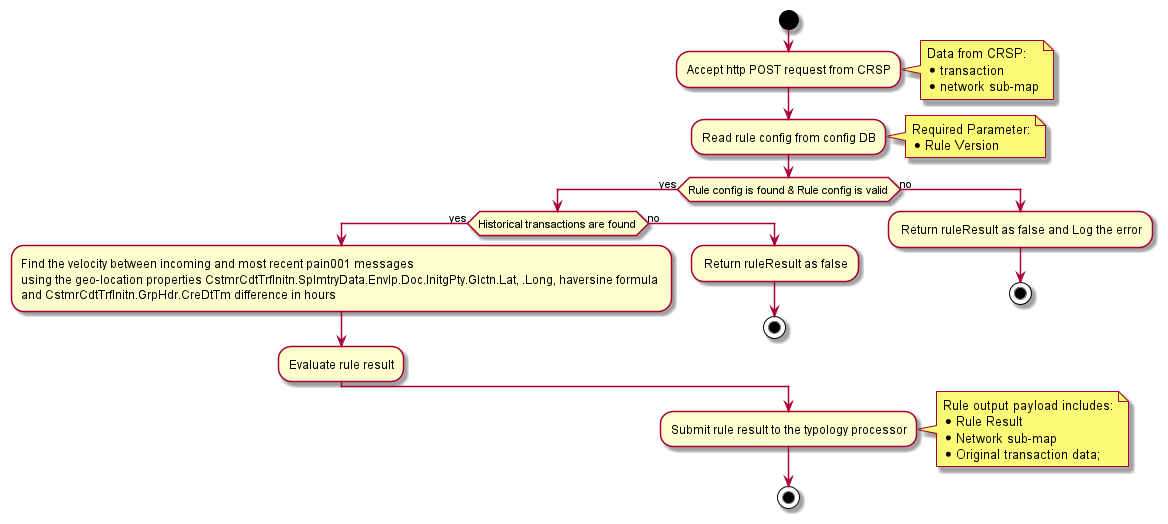 Accept http POST request from CRSP
Data from CRSP:
• transaction
• network sub-map
Read rule config from config DB
Required Parameter:
• Rule Version
yes
Rule config is found & Rule config is valid
no
yes
Historical transactions are found
no
Return ruleResult as false and Log the error
Find the velocity between incoming and most recent pain001 messages
using the geo-location properties CstmrCdtTrfInitn.SplmtryData.Envlp.Doc.InitgPty.Glctn.Lat, .Long, haversine formula
and CstmrCdtTrfInitn.GrpHdr.CreDtTm difference in hours
Return ruleResult as false
Evaluate rule result
Submit rule result to the typology processor
Rule output payload includes:
• Rule Result
• Network sub-map
• Original transaction data;